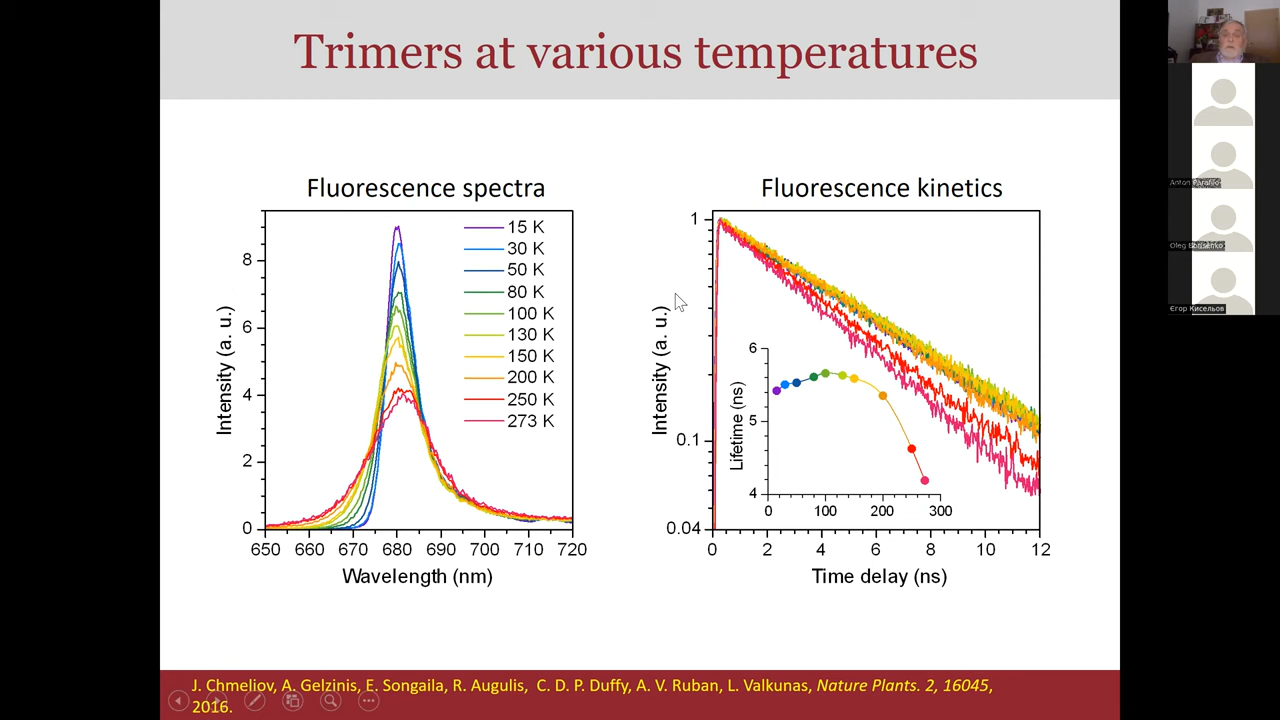 Trimers at various temperatures
Fluorescence spectra
15 K
30 K
50 K
80 K
100 K
130 K
150 K
200 K
250 K
273 K
8
6
4
2
0
Intensity (a. u.)
650 660 670 680 690 700 710 720
Wavelength (nm)
Fluorescence kinetics
1
0.1
0.04
Intensity (a. u.)
6
5
4
Lifetime (ns)
0 100 200 300
0 2 4 6 8 10 12
Time delay (ns)
J. Chmeliov, A. Gelzinis, E. Songaila, R. Augulis, C. D. P. Duffy, A. V. Ruban, L. Valkunas, Nature Plants. 2, 16045,
2016.
Anton
Oleg
Єгор Кисельов